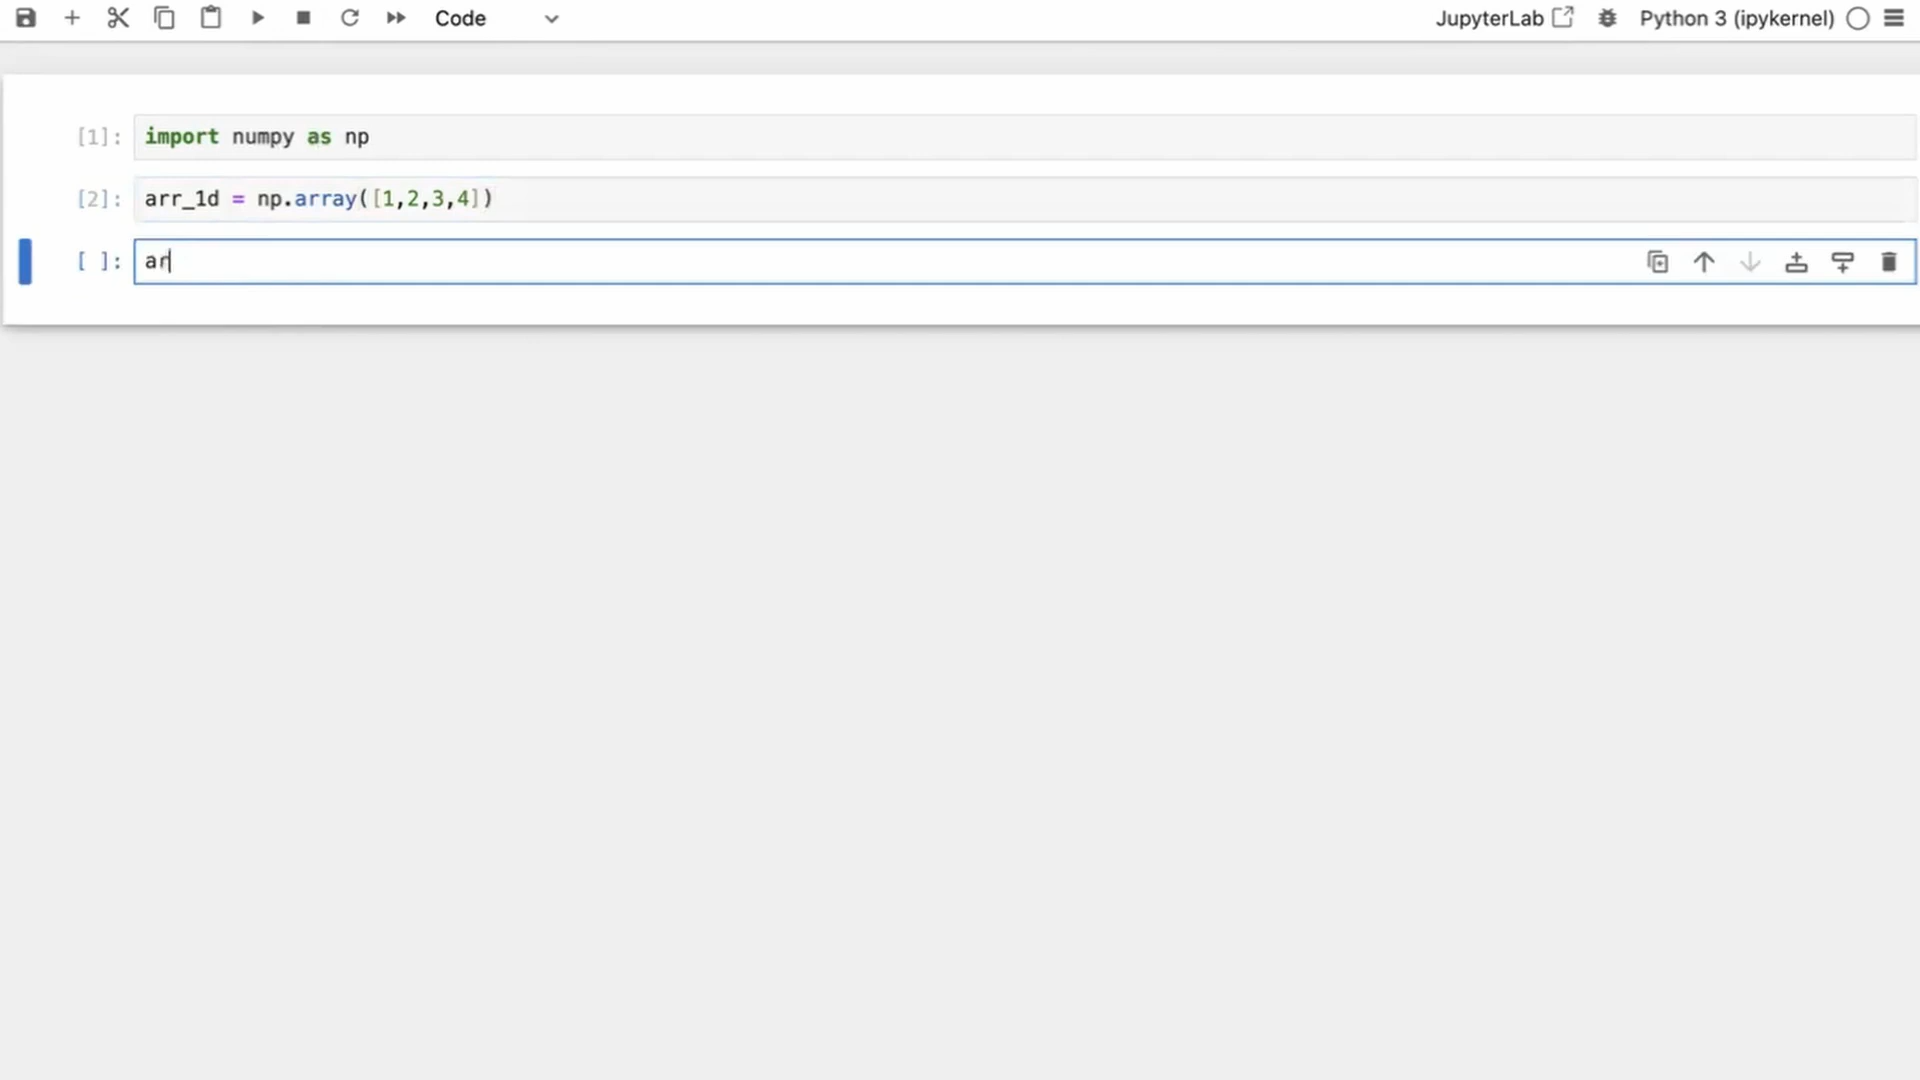 Code JupyterLab Python 3 (ipykernel)
[1]: import numpy as np
[2]: arr_1d = np.array([1,2,3,4])
[ ]: ar